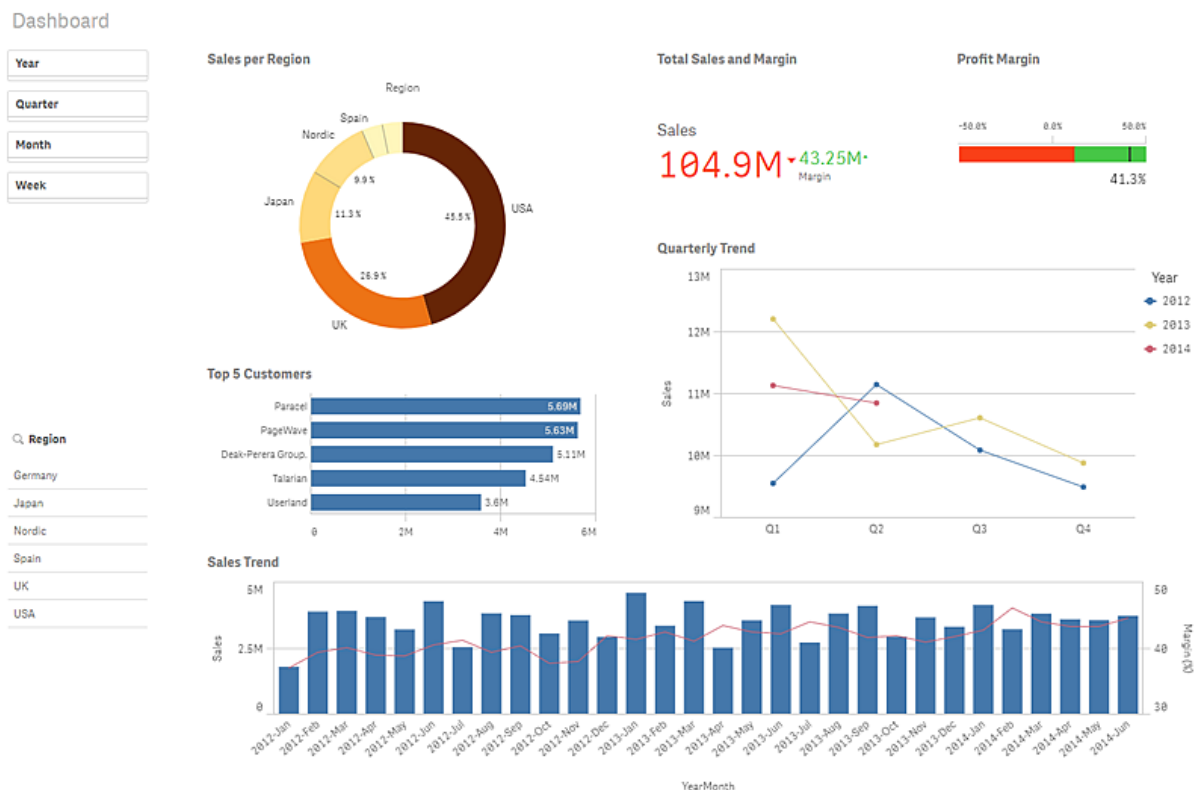 Dashboard
Year
Quarter
Month
Week
Region
Germany
Japan
Nordic
Spain
UK
USA
Sales per Region
Region
Spain
Nordic
Japan
UK
USA
9.9%
11.3%
26.9%
45.5%
Total Sales and Margin
Sales
104.9M
43.25M
Margin
Profit Margin
-50.0% 0.0% 50.0%
41.3%
Top 5 Customers
Paracel 5.69M
PageWave 5.63M
Deak-Perera Group. 5.11M
Talarian 4.54M
Userland 3.6M
0 2M 4M 6M
Quarterly Trend
13M
12M
11M
10M
9M
Sales
Q1 Q2 Q3 Q4
Year
2012
2013
2014
Sales Trend
5M
2.5M
0
Sales
50
40
30
Margin (%)
2012-Jan 2012-Feb 2012-Mar 2012-Apr 2012-May 2012-Jun 2012-Jul 2012-Aug 2012-Sep 2012-Oct 2012-Nov 2012-Dec 2013-Jan 2013-Feb 2013-Mar 2013-Apr 2013-May 2013-Jun 2013-Jul 2013-Aug 2013-Sep 2013-Oct 2013-Nov 2013-Dec 2014-Jan 2014-Feb 2014-Mar 2014-Apr 2014-May 2014-Jun
YearMonth